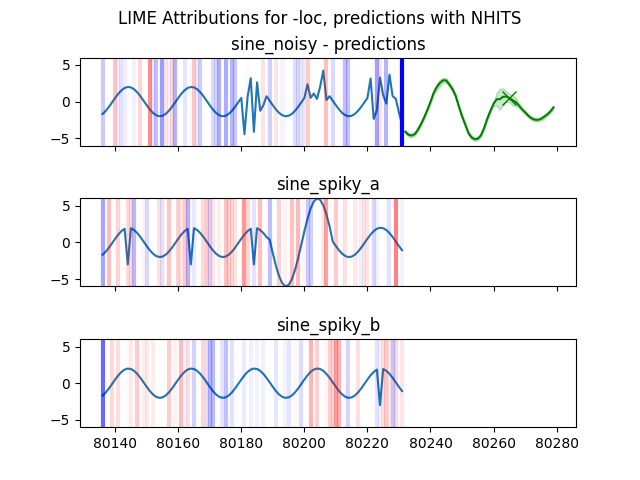 LIME Attributions for -loc, predictions with NHITS
sine_noisy - predictions
5
0
−5
sine_spiky_a
5
0
−5
sine_spiky_b
5
0
−5
80140 80160 80180 80200 80220 80240 80260 80280